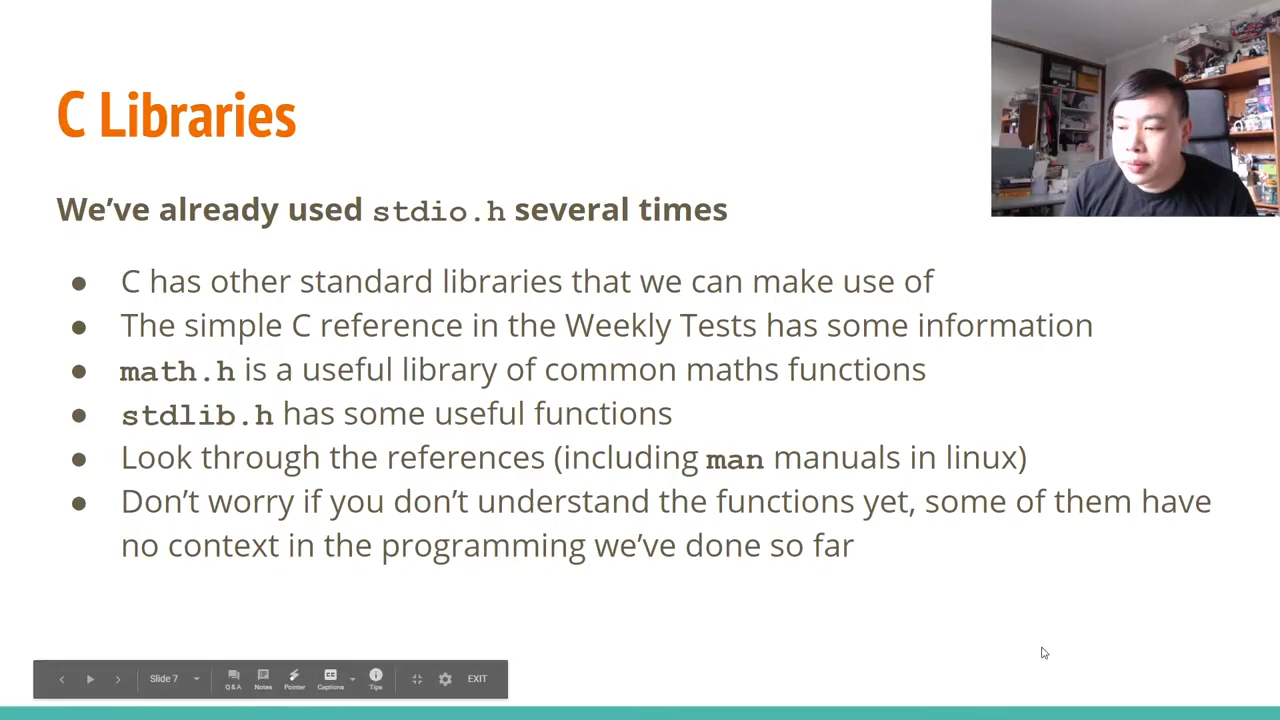 C Libraries
We've already used stdio.h several times
● C has other standard libraries that we can make use of
● The simple C reference in the Weekly Tests has some information
● math.h is a useful library of common maths functions
● stdlib.h has some useful functions
● Look through the references (including man manuals in linux)
● Don't worry if you don't understand the functions yet, some of them have
no context in the programming we've done so far
Slide 7
Q&A Notes Pointer Captions Tips EXIT